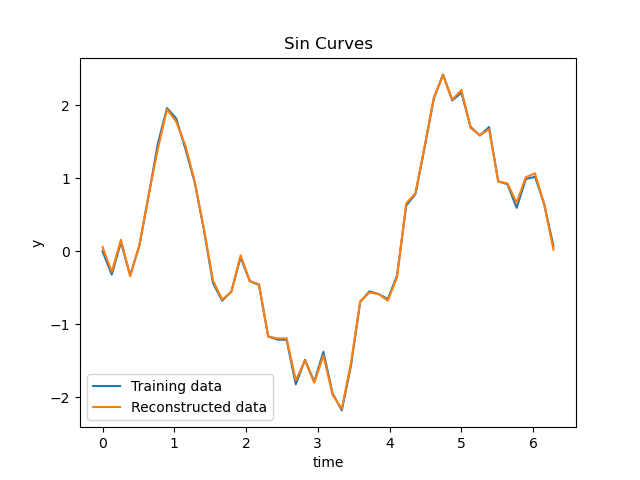 Sin Curves
y
2
1
0
−1
−2
Training data
Reconstructed data
0 1 2 3 4 5 6
time